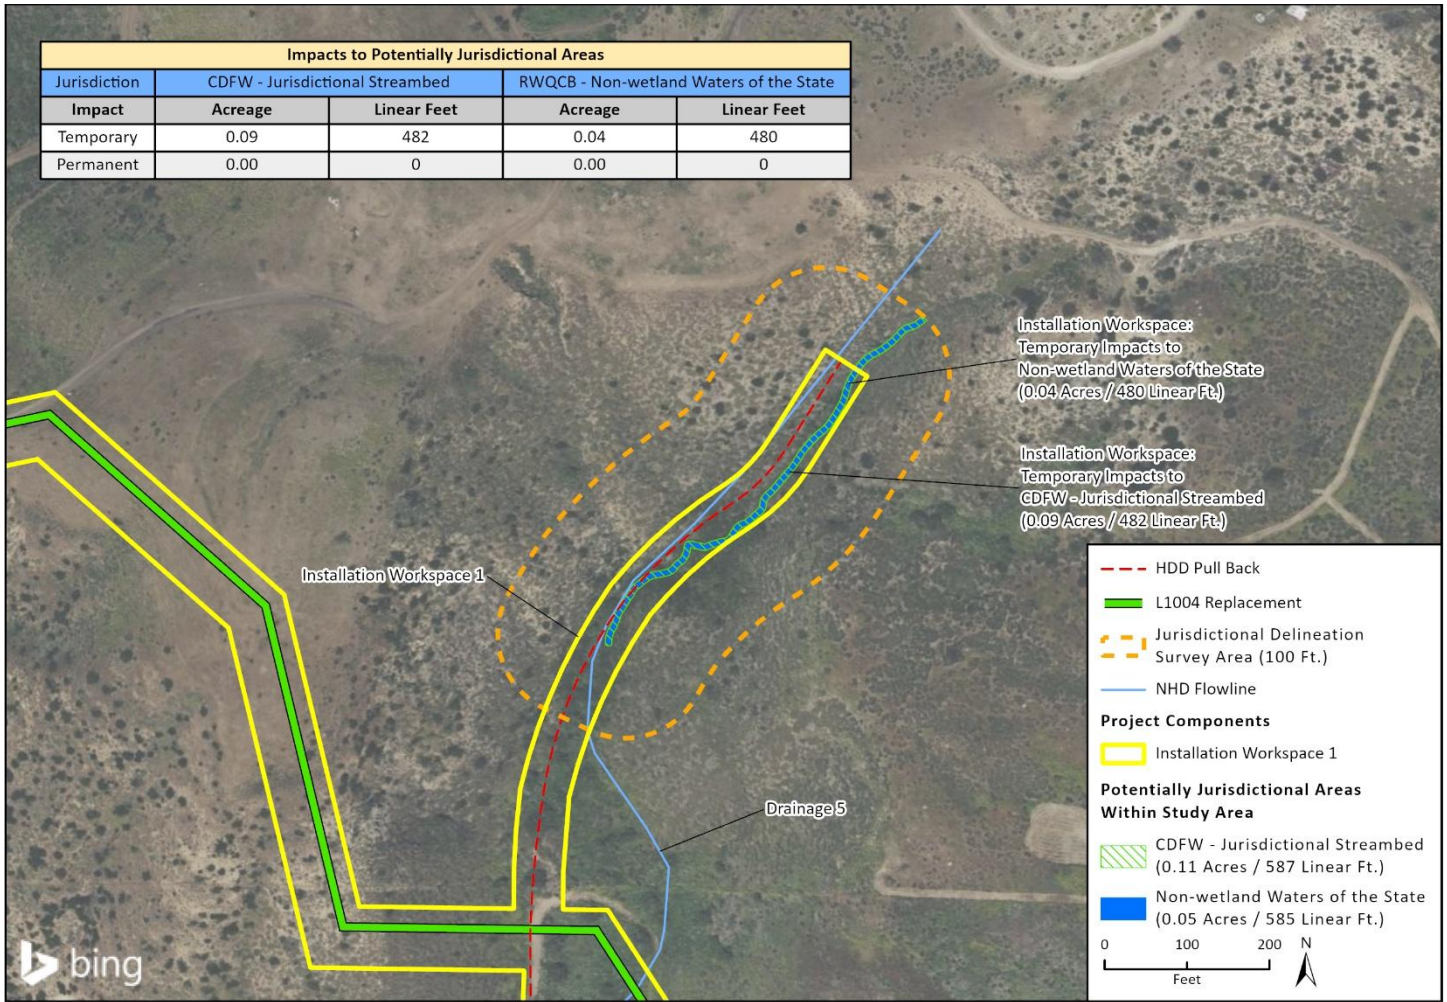 Impacts to Potentially Jurisdictional Areas
Jurisdiction CDFW - Jurisdictional Streambed RWQCB - Non-wetland Waters of the State
Impact Acreage Linear Feet Acreage Linear Feet
Temporary 0.09 482 0.04 480
Permanent 0.00 0 0.00 0
Installation Workspace:
Temporary Impacts to
Non-wetland Waters of the State
(0.04 Acres / 480 Linear Ft.)
Installation Workspace:
Temporary Impacts to
CDFW - Jurisdictional Streambed
(0.09 Acres / 482 Linear Ft.)
Installation Workspace 1
Drainage 5
HDD Pull Back
L1004 Replacement
Jurisdictional Delineation
Survey Area (100 Ft.)
NHD Flowline
Project Components
Installation Workspace 1
Potentially Jurisdictional Areas
Within Study Area
CDFW - Jurisdictional Streambed
(0.11 Acres / 587 Linear Ft.)
Non-wetland Waters of the State
(0.05 Acres / 585 Linear Ft.)
0 100 200 N
Feet
bing